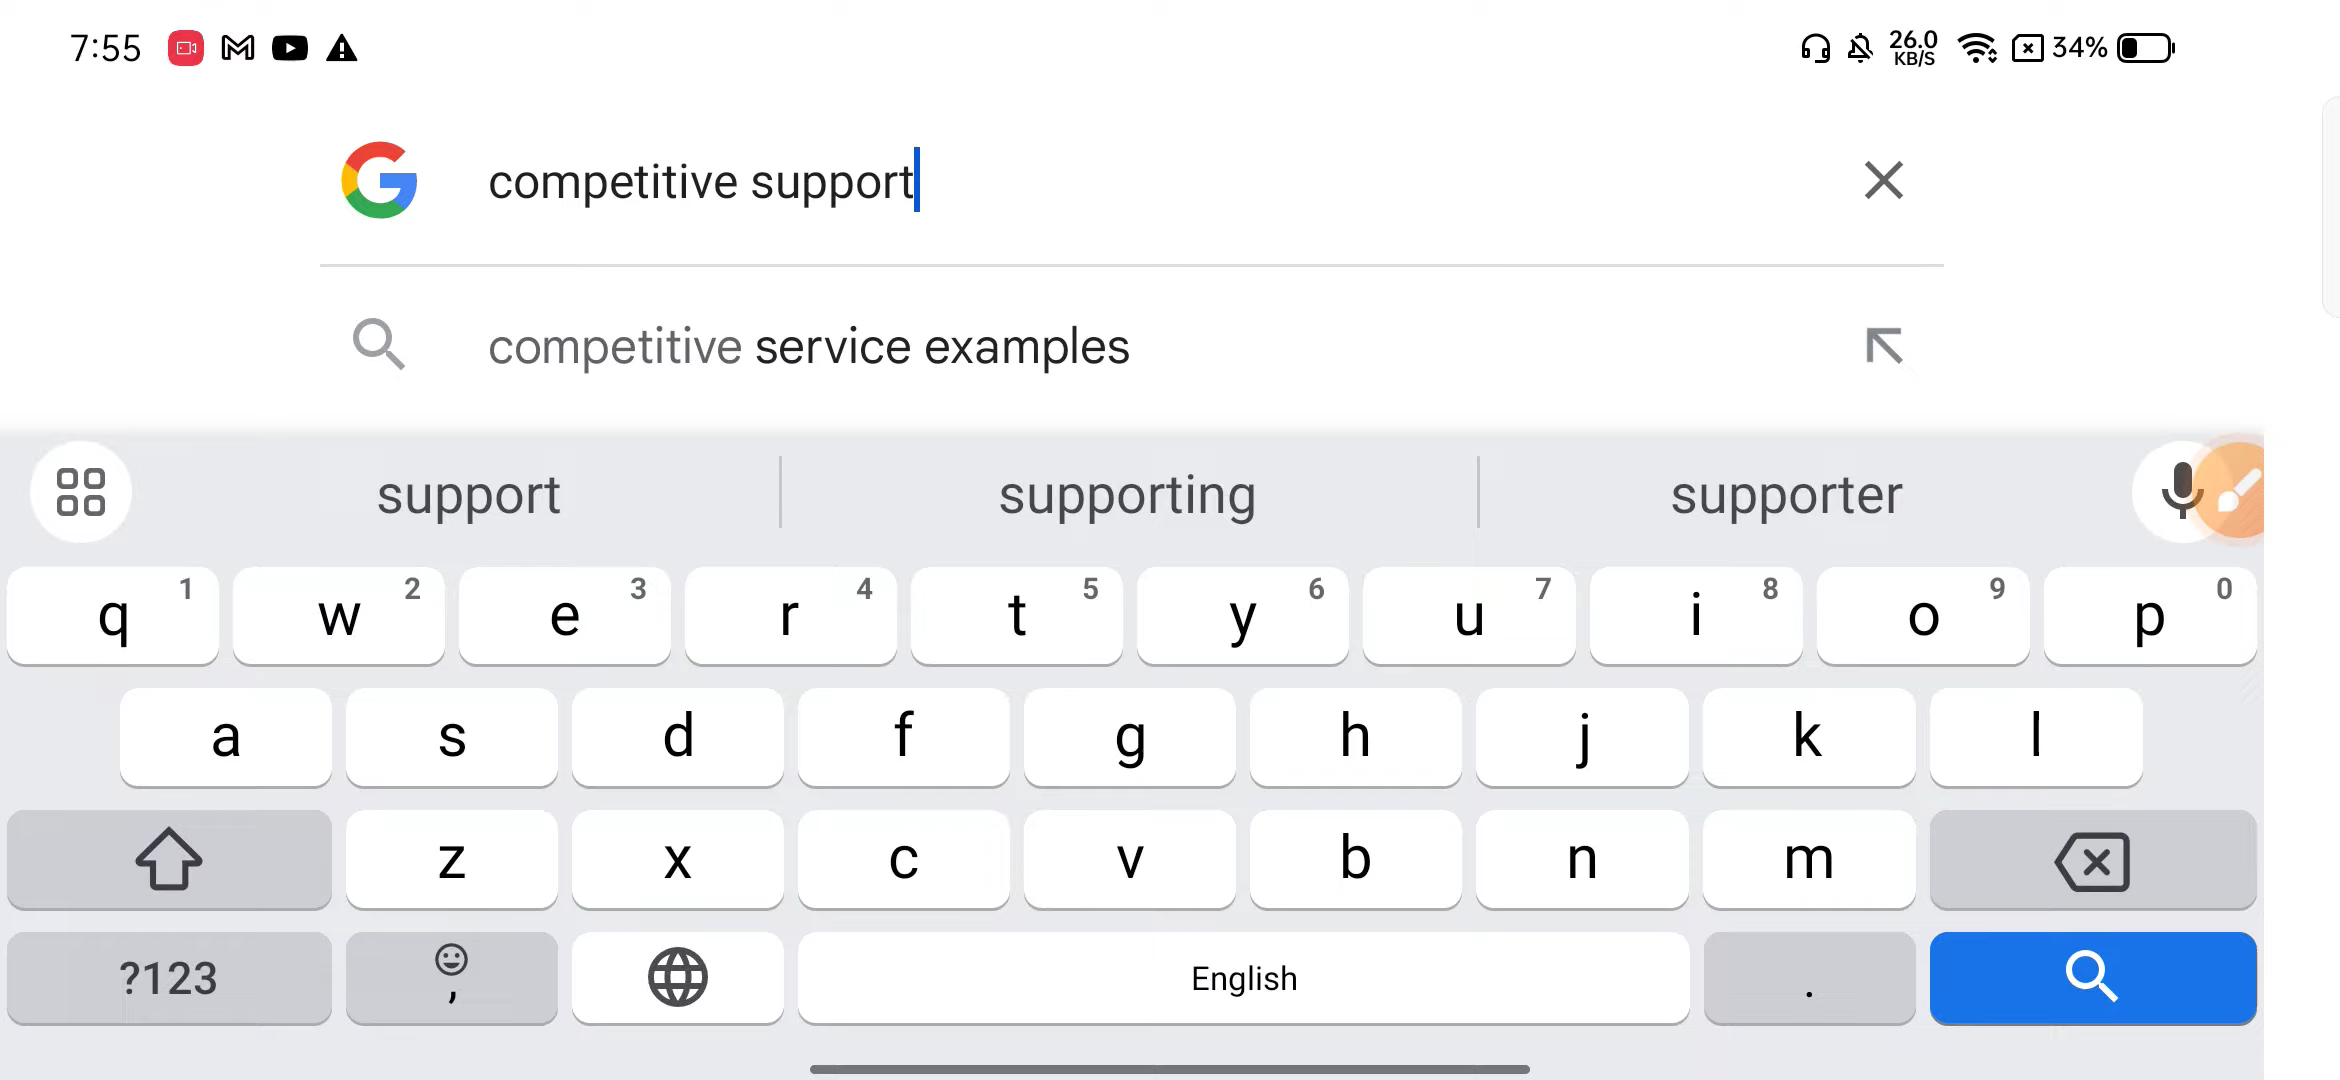 7:55 26.0 KB/S 34%
competitive support
competitive service examples
support supporting supporter
q 1 w 2 e 3 r 4 t 5 y 6 u 7 i 8 o 9 p 0
a s d f g h j k l
z x c v b n m
?123 , English .